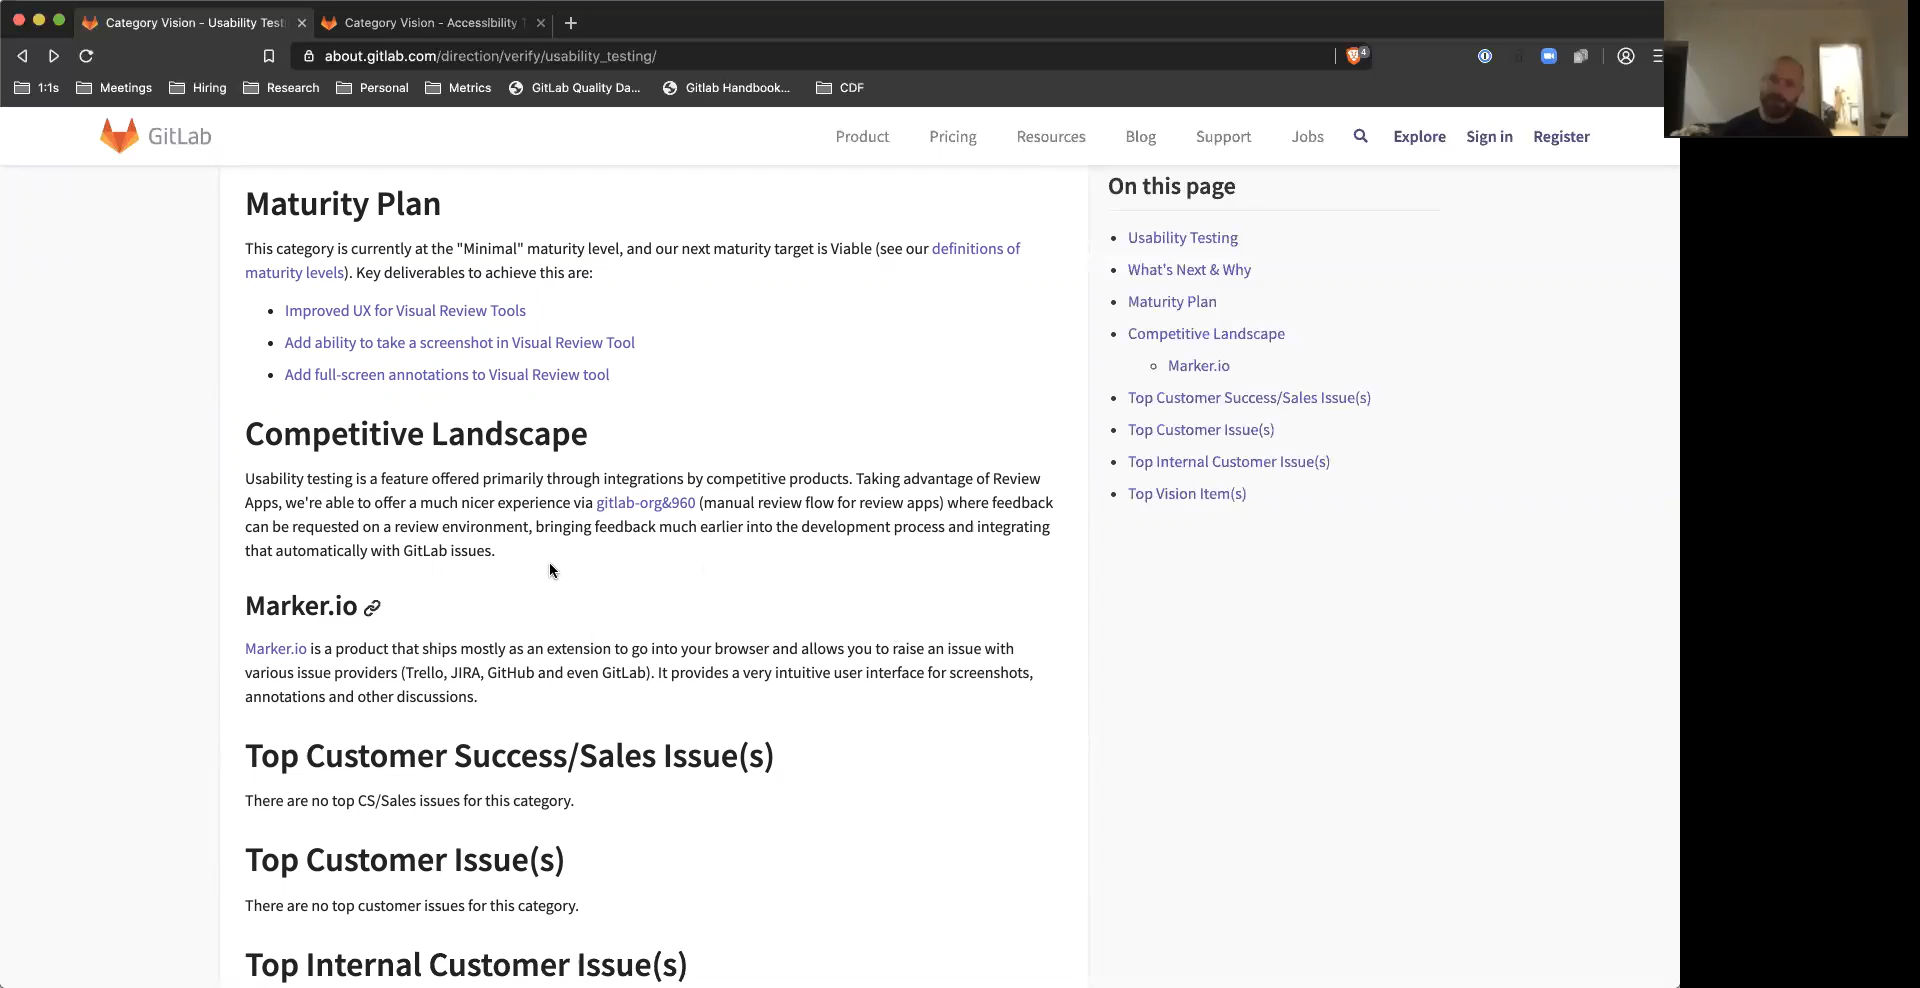 Category Vision - Usability Test
Category Vision - Accessibility T
about.gitlab.com/direction/verify/usability_testing/
4
1:1s
Meetings
Hiring
Research
Personal
Metrics
GitLab Quality Da...
Gitlab Handbook...
CDF
GitLab
Product
Pricing
Resources
Blog
Support
Jobs
Explore
Sign in
Register
Maturity Plan
This category is currently at the "Minimal" maturity level, and our next maturity target is Viable (see our definitions of
maturity levels). Key deliverables to achieve this are:
Improved UX for Visual Review Tools
Add ability to take a screenshot in Visual Review Tool
Add full-screen annotations to Visual Review tool
Competitive Landscape
Usability testing is a feature offered primarily through integrations by competitive products. Taking advantage of Review
Apps, we're able to offer a much nicer experience via gitlab-org&960 (manual review flow for review apps) where feedback
can be requested on a review environment, bringing feedback much earlier into the development process and integrating
that automatically with GitLab issues.
Marker.io
Marker.io is a product that ships mostly as an extension to go into your browser and allows you to raise an issue with
various issue providers (Trello, JIRA, GitHub and even GitLab). It provides a very intuitive user interface for screenshots,
annotations and other discussions.
Top Customer Success/Sales Issue(s)
There are no top CS/Sales issues for this category.
Top Customer Issue(s)
There are no top customer issues for this category.
Top Internal Customer Issue(s)
On this page
Usability Testing
What's Next & Why
Maturity Plan
Competitive Landscape
Marker.io
Top Customer Success/Sales Issue(s)
Top Customer Issue(s)
Top Internal Customer Issue(s)
Top Vision Item(s)